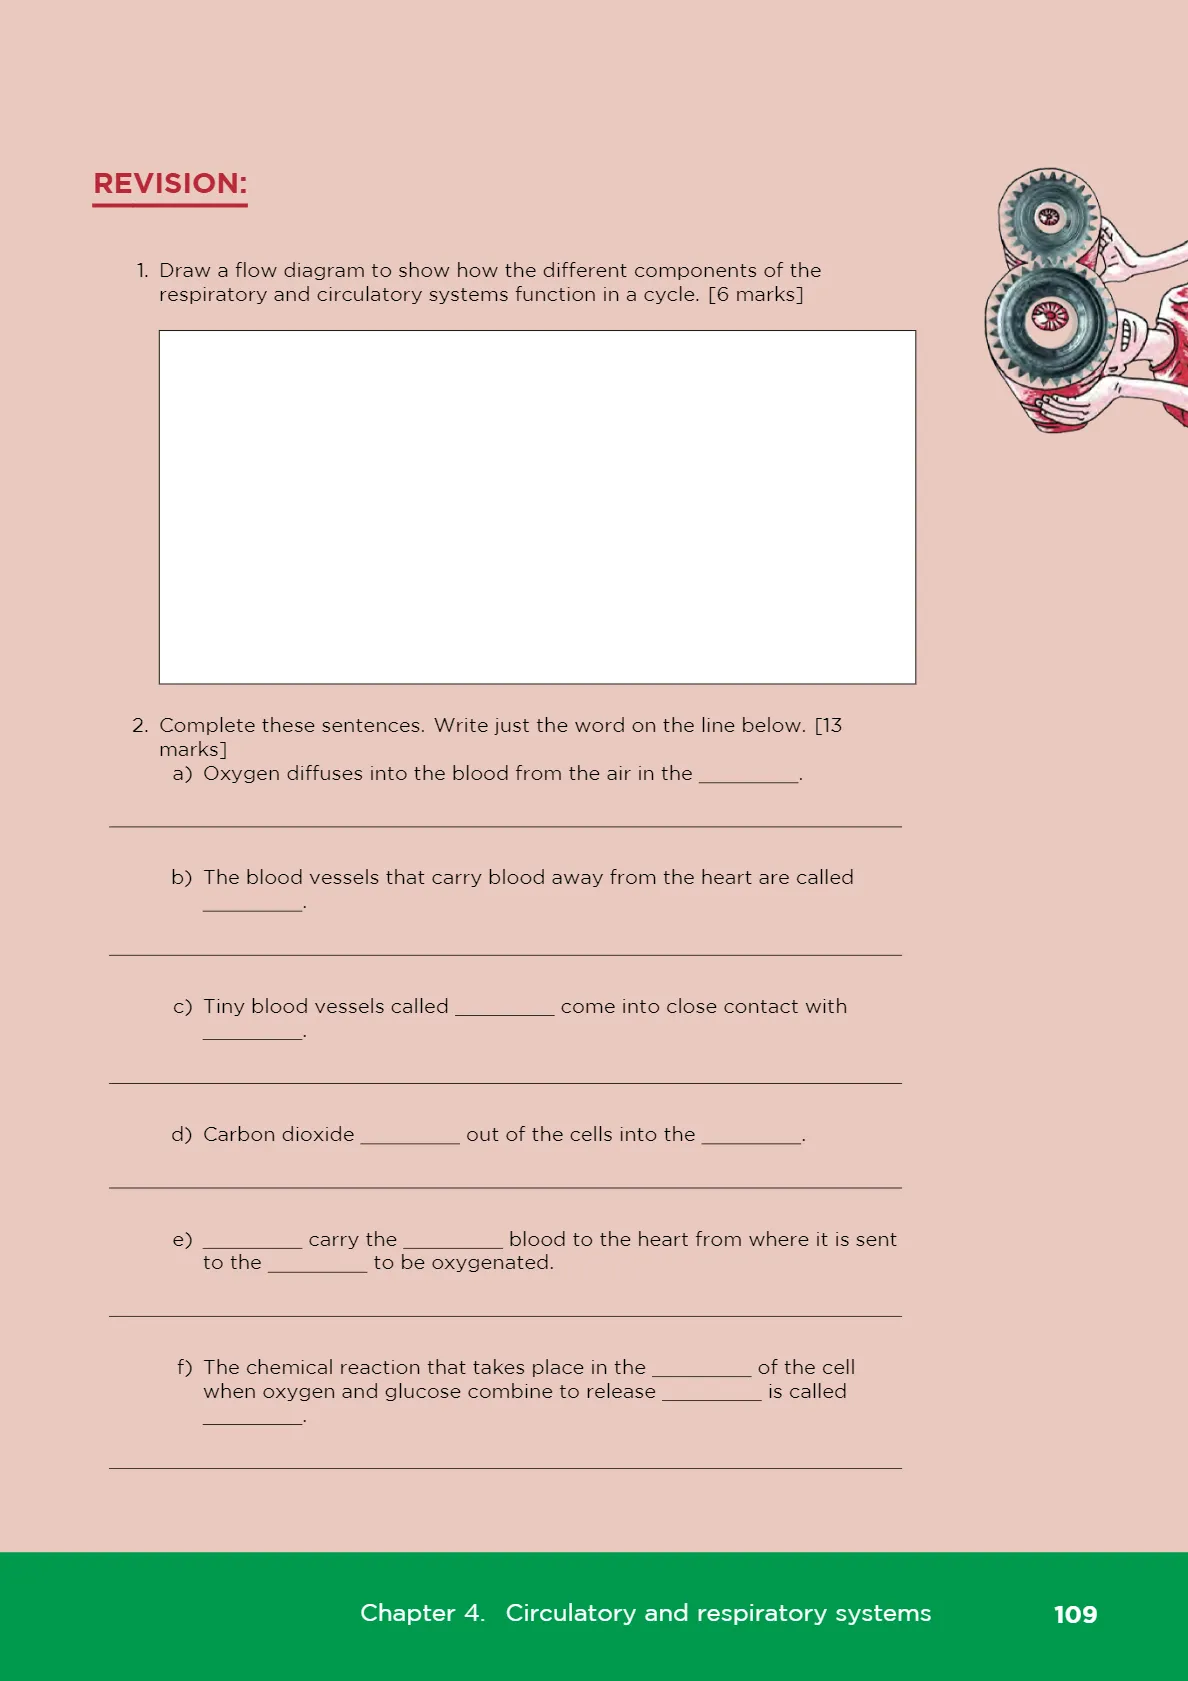 REVISION:
1. Draw a flow diagram to show how the different components of the
respiratory and circulatory systems function in a cycle. [6 marks]
2. Complete these sentences. Write just the word on the line below. [13
marks]
a) Oxygen diffuses into the blood from the air in the _________.
b) The blood vessels that carry blood away from the heart are called
_________.
c) Tiny blood vessels called _________ come into close contact with
_________.
d) Carbon dioxide _________ out of the cells into the _________.
e) _________ carry the _________ blood to the heart from where it is sent
to the _________ to be oxygenated.
f) The chemical reaction that takes place in the _________ of the cell
when oxygen and glucose combine to release _________ is called
_________.
Chapter 4. Circulatory and respiratory systems 109